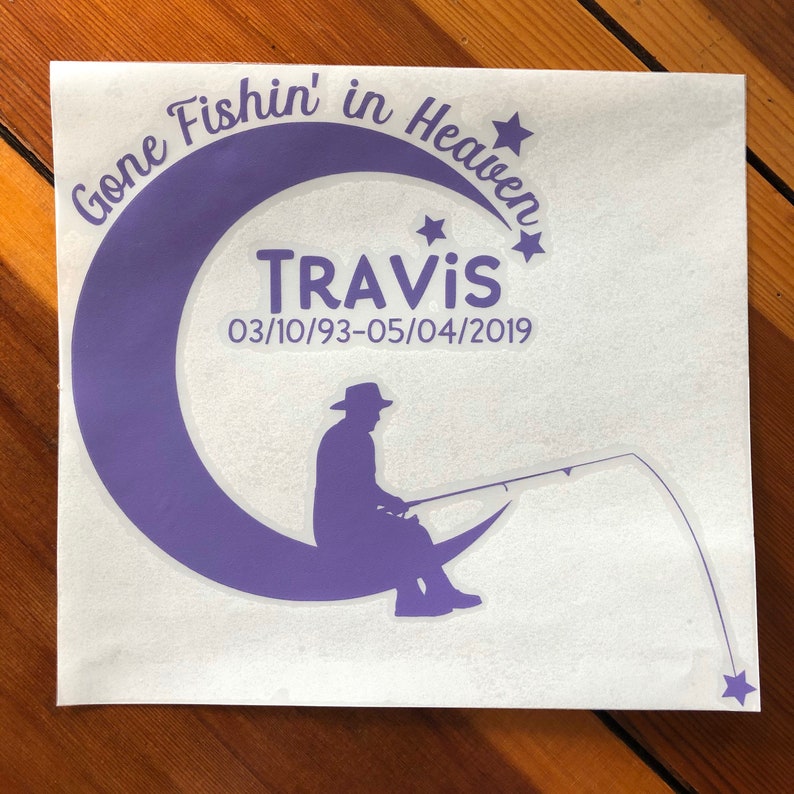 Gone Fishin' in Heaven
TRAViS
03/10/93-05/04/2019